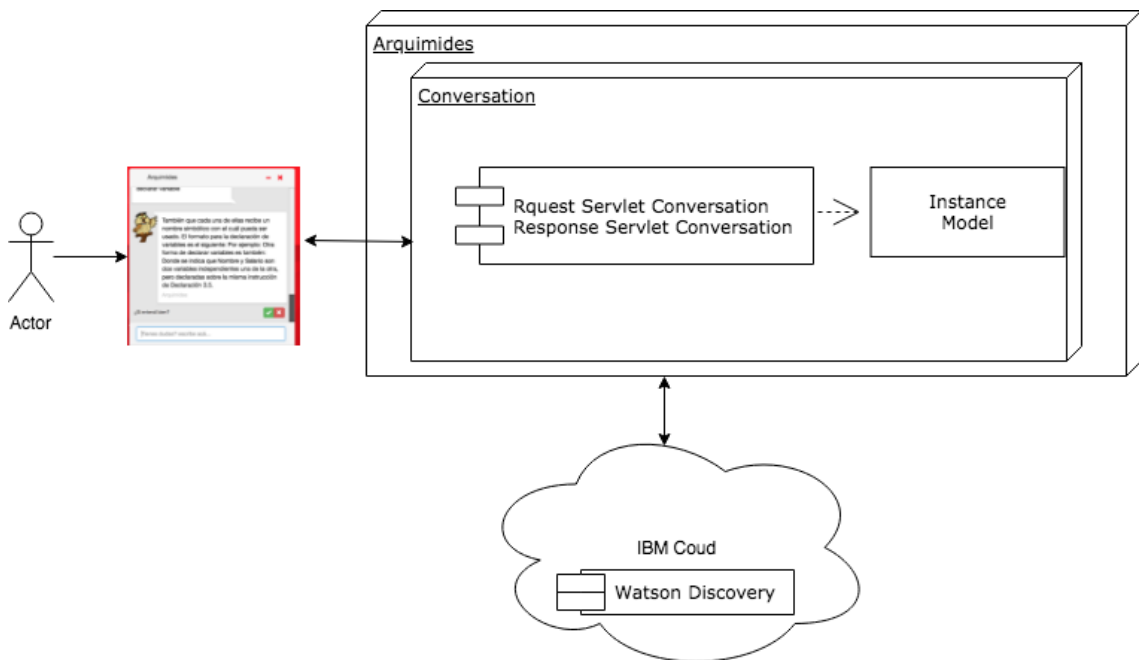 Arquimides
Conversation
Rquest Servlet Conversation
Response Servlet Conversation
Instance
Model
Actor
Arquimides
declarar variable
También que cada una de ellas recibe un
nombre simbólico con el cual pueda ser
usado. El formato para la declaración de
variables es el siguiente: Por ejemplo: Otra
forma de declarar variables es también:
Donde se indica que Nombre y Salario son
dos variables independientes una de la otra,
pero declaradas sobre la misma instrucción
de Declaración 3.3.
Arquimides
IBM Coud
Watson Discovery